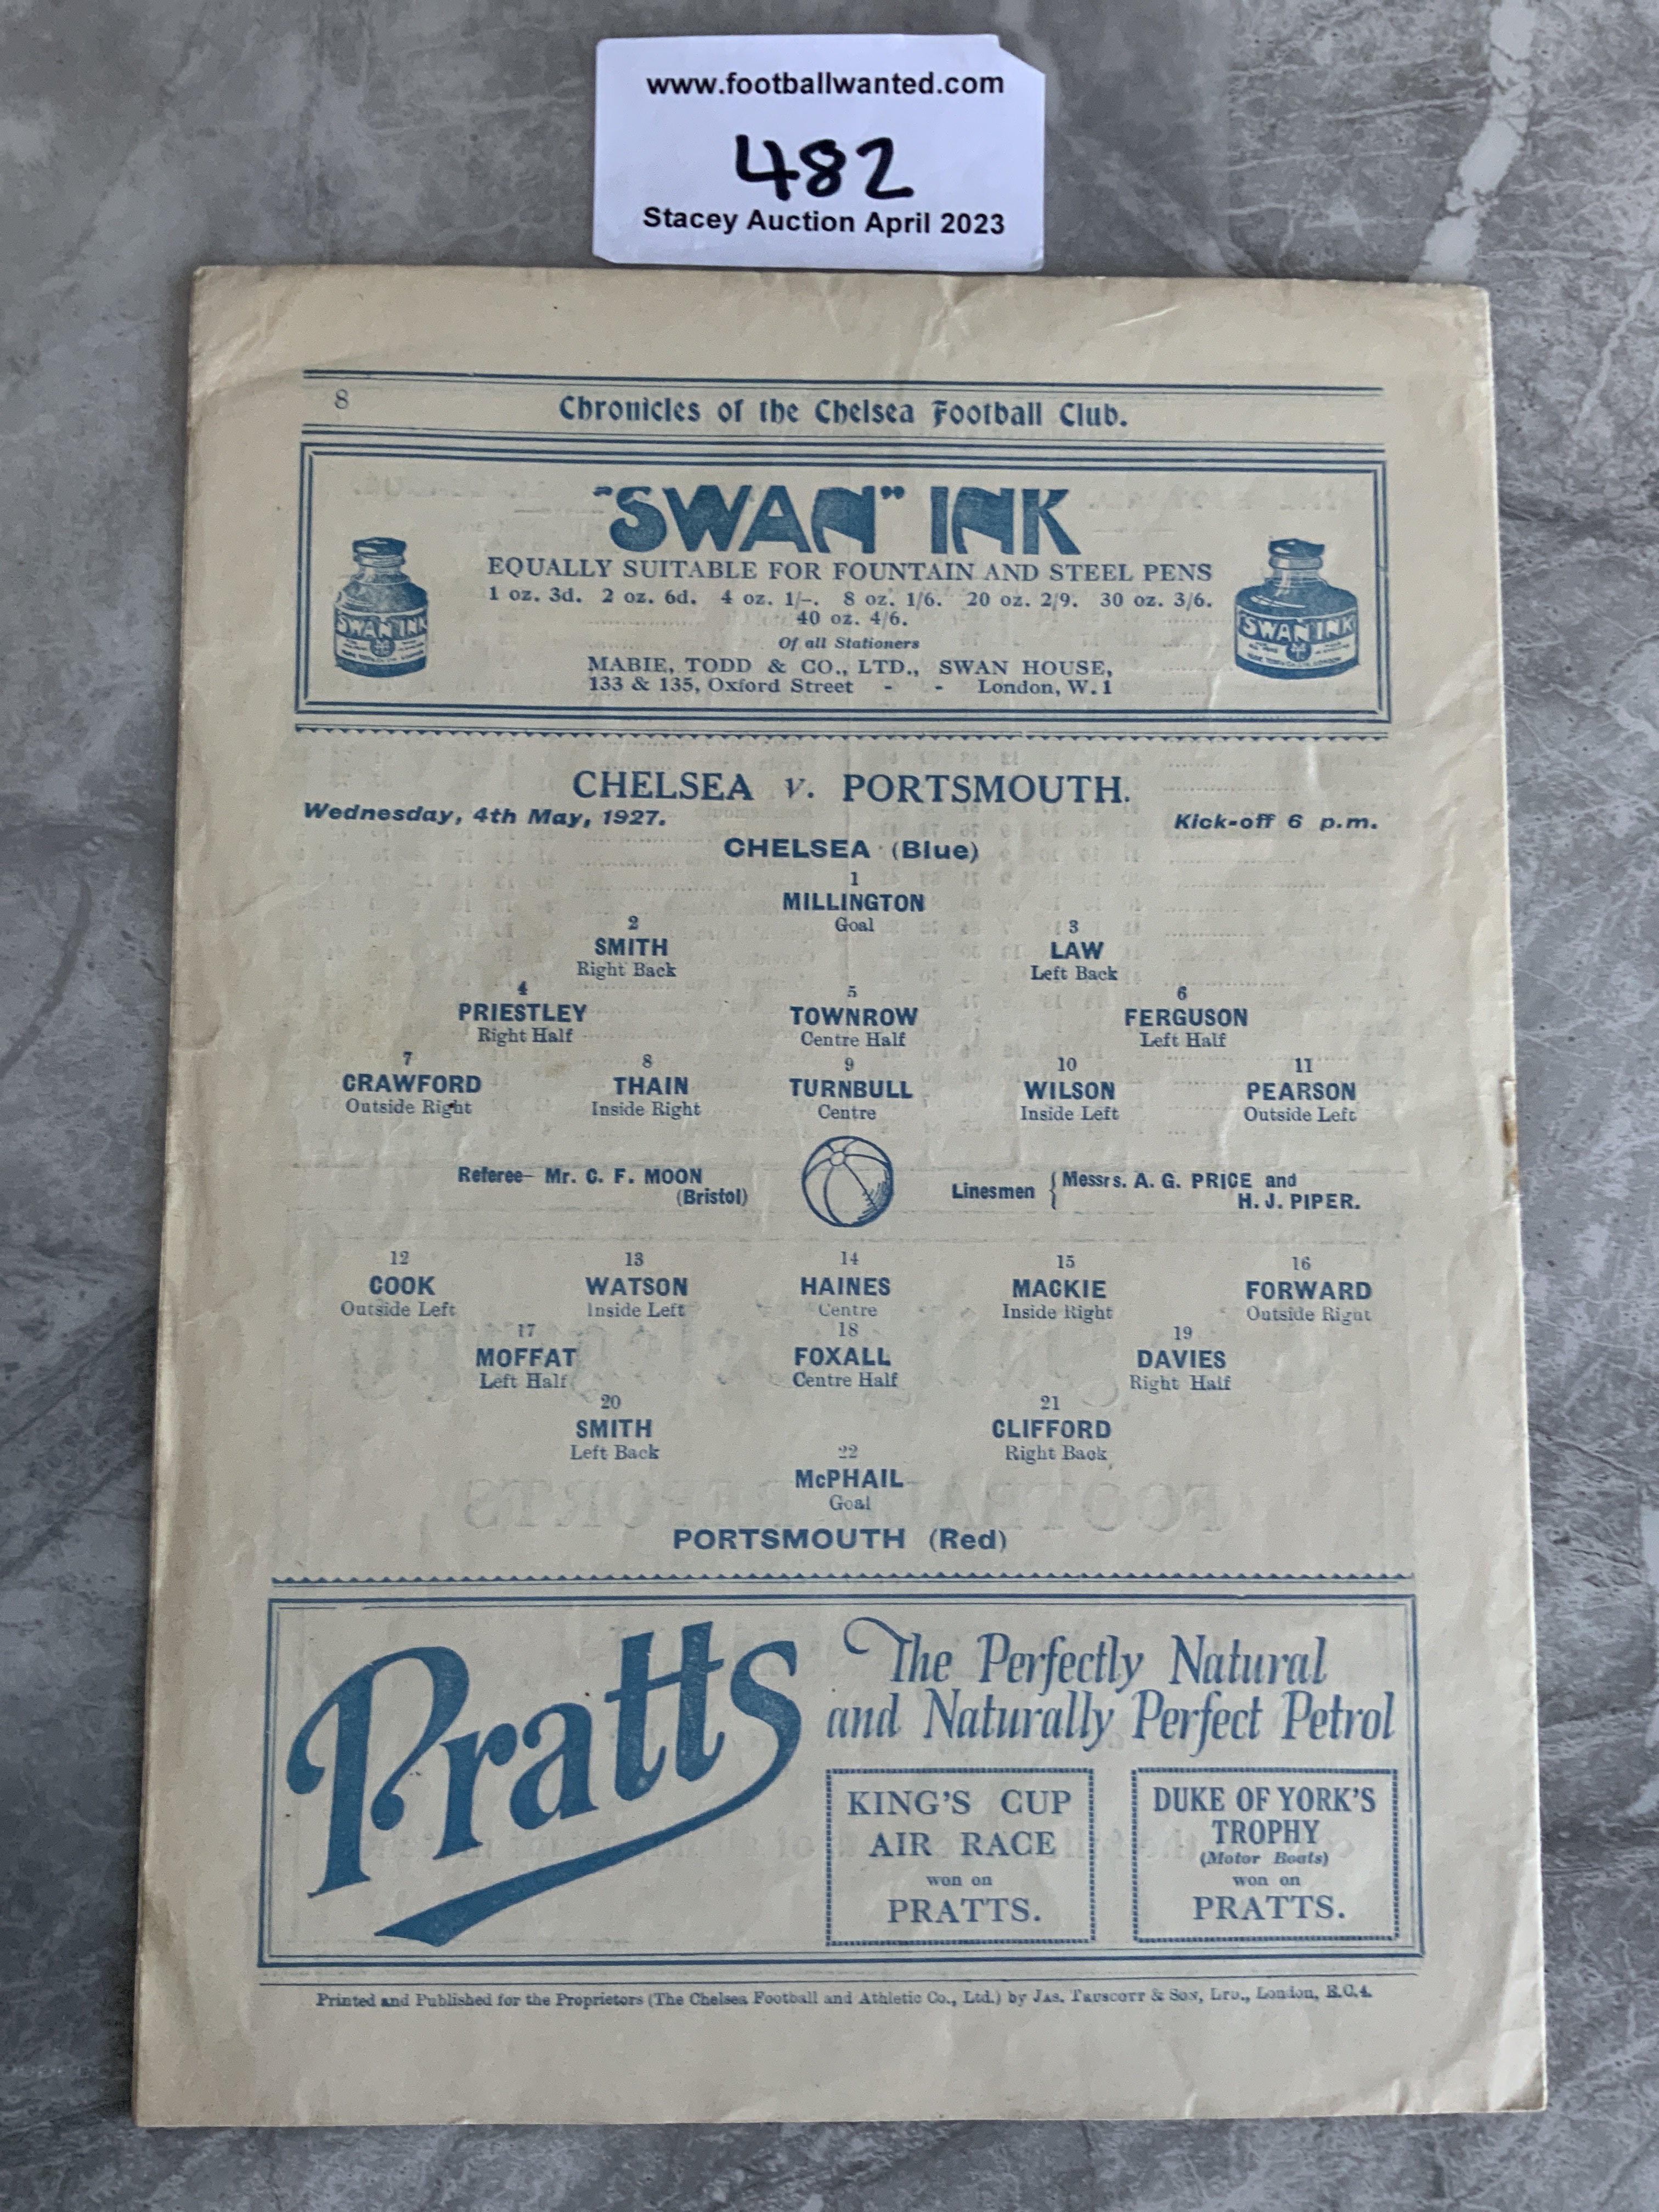 www.footballwanted.com
482
Stacey Auction April 2023
8
Chronicles of the Chelsea Football Club.
"SWAN" INK
EQUALLY SUITABLE FOR FOUNTAIN AND STEEL PENS
1 oz. 3d. 2 oz. 6d. 4 oz. 1/-. 8 oz. 1/6. 20 oz. 2/9. 30 oz. 3/6.
40 oz. 4/6.
Of all Stationers
MABIE, TODD & CO., LTD., SWAN HOUSE,
133 & 135, Oxford Street - - London, W.1
SWAN INK
SWAN INK
CHELSEA v. PORTSMOUTH.
Wednesday, 4th May, 1927. Kick-off 6 p.m.
CHELSEA (Blue)
1
MILLINGTON
Goal
2 3
SMITH LAW
Right Back Left Back
4 5 6
PRIESTLEY TOWNROW FERGUSON
Right Half Centre Half Left Half
7 8 9 10 11
CRAWFORD THAIN TURNBULL WILSON PEARSON
Outside Right Inside Right Centre Inside Left Outside Left
Referee- Mr. C. F. MOON Linesmen { Messrs. A. G. PRICE and
(Bristol) H. J. PIPER.
12 13 14 15 16
COOK WATSON HAINES MACKIE FORWARD
Outside Left Inside Left Centre Inside Right Outside Right
17 18 19
MOFFAT FOXALL DAVIES
Left Half Centre Half Right Half
20 21
SMITH CLIFFORD
Left Back Right Back
22
McPHAIL
Goal
PORTSMOUTH (Red)
Pratts
The Perfectly Natural
and Naturally Perfect Petrol
KING'S CUP
AIR RACE
won on
PRATTS.
DUKE OF YORK'S
TROPHY
(Motor Boats)
won on
PRATTS.
Printed and Published for the Proprietors (The Chelsea Football and Athletic Co., Ltd.) by JAS. TRUSCOTT & SON, LTD., London, E.C.4.